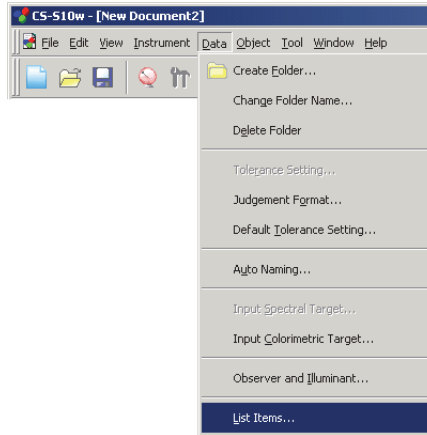 CS-S10w - [New Document2]
File Edit View Instrument Data Object Tool Window Help
Create Folder...
Change Folder Name...
Delete Folder
Tolerance Setting...
Judgement Format...
Default Tolerance Setting...
Auto Naming...
Input Spectral Target...
Input Colorimetric Target...
Observer and Illuminant...
List Items...